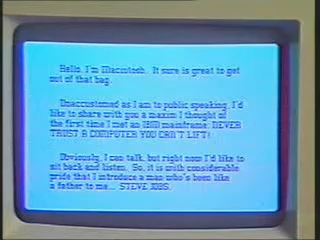 Hello, I'm Macintosh. It sure is great to get
out of that bag.
Unaccustomed as I am to public speaking, I'd
like to share with you a maxim I thought of
the first time I met an IBM mainframe: NEVER
TRUST A COMPUTER YOU CAN'T LIFT!
Obviously, I can talk, but right now I'd like to
sit back and listen. So, it is with considerable
pride that I introduce a man who's been like
a father to me... STEVE JOBS.